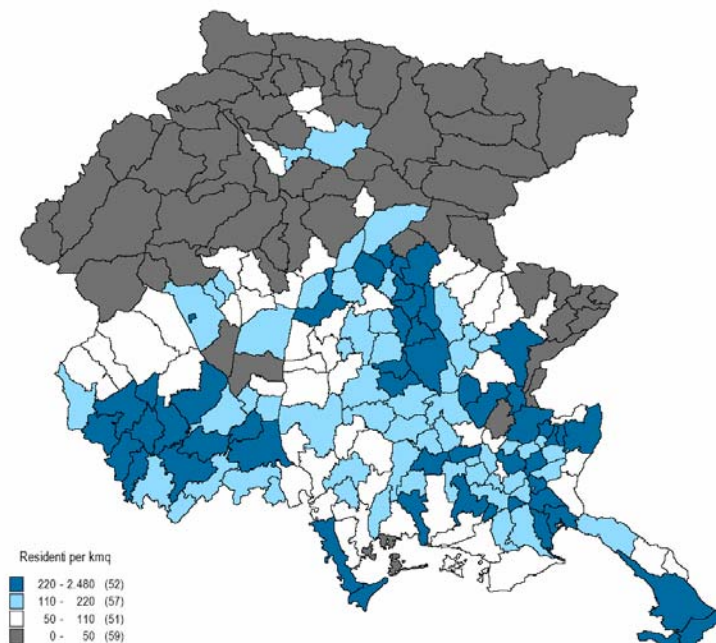 Residenti per kmq
220 - 2.480 (52)
110 - 220 (57)
50 - 110 (51)
0 - 50 (59)